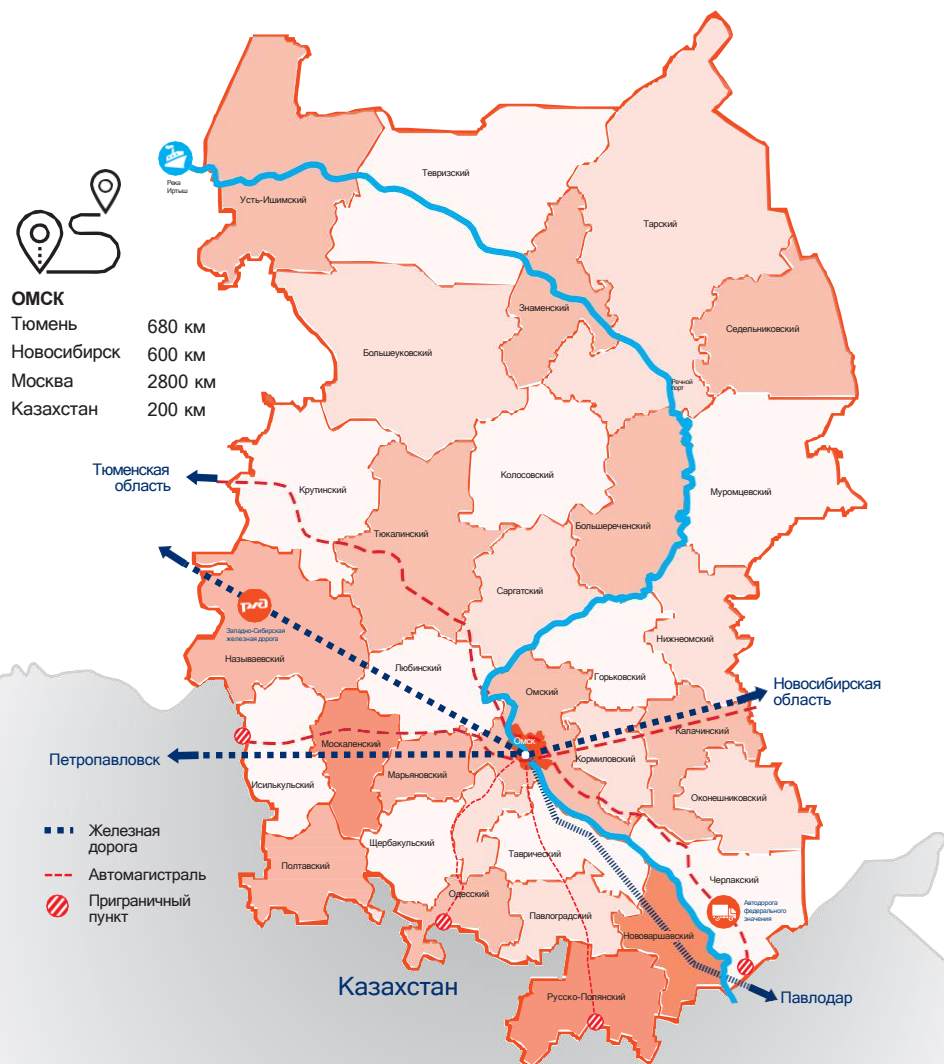 Река
Иртыш
Усть-Ишимский
Тевризский
Тарский
Знаменский
Седельниковский
Большеуковский
Речной
порт
ОМСК
Тюмень 680 км
Новосибирск 600 км
Москва 2800 км
Казахстан 200 км
Тюменская
область
Крутинский
Колосовский
Муромцевский
Тюкалинский
Большереченский
Саргатский
ржд
Западно-Сибирская
железная дорога
Называевский
Любинский
Нижнеомский
Горьковский
Омский
Новосибирская
область
Калачинский
Омск
Москаленский
Петропавловск
Марьяновский
Кормиловский
Исилькульский
Оконешниковский
Железная
дорога
Автомагистраль
Приграничный
пункт
Щербакульский
Таврический
Полтавский
Черлакский
Одесский
Павлоградский
Автодорога
федерального
значения
Нововаршавский
Казахстан
Русско-Полянский
Павлодар